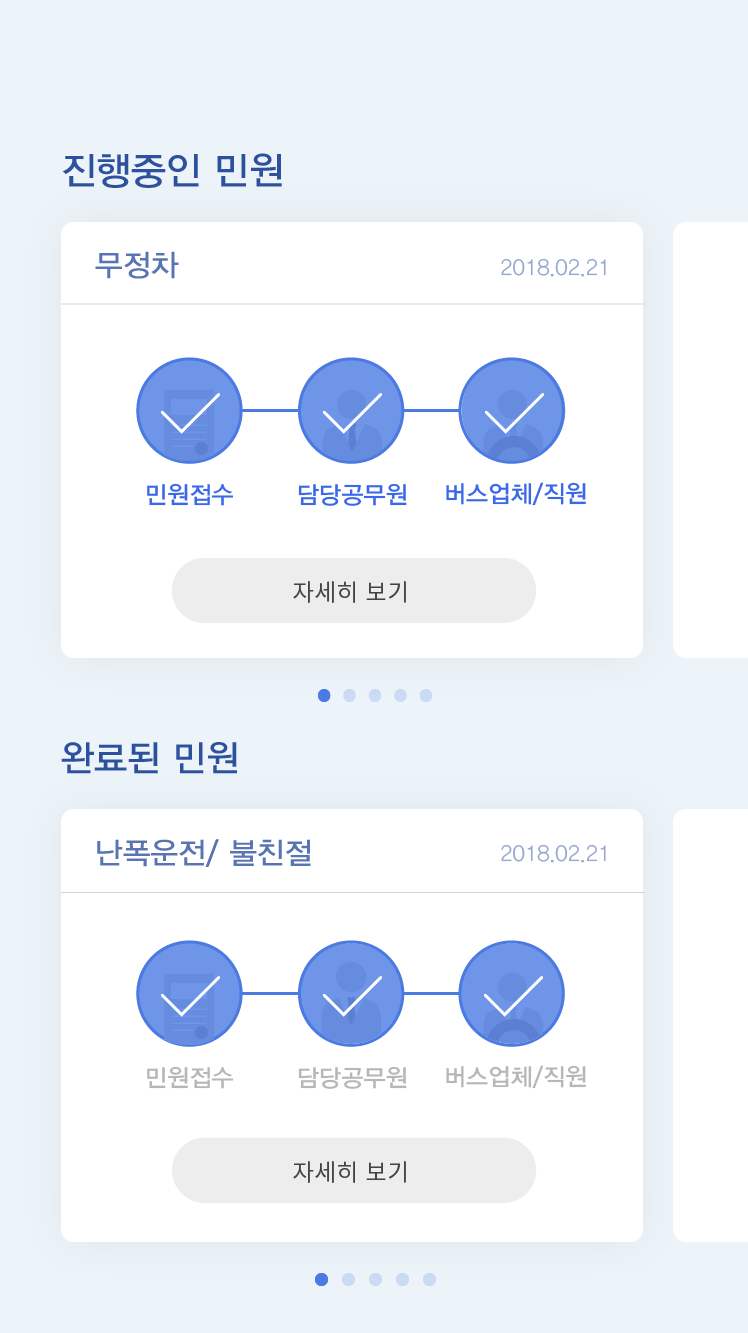 진행중인 민원
무정차 2018.02.21
민원접수 담당공무원 버스업체/직원
자세히 보기
완료된 민원
난폭운전/ 불친절 2018.02.21
민원접수 담당공무원 버스업체/직원
자세히 보기